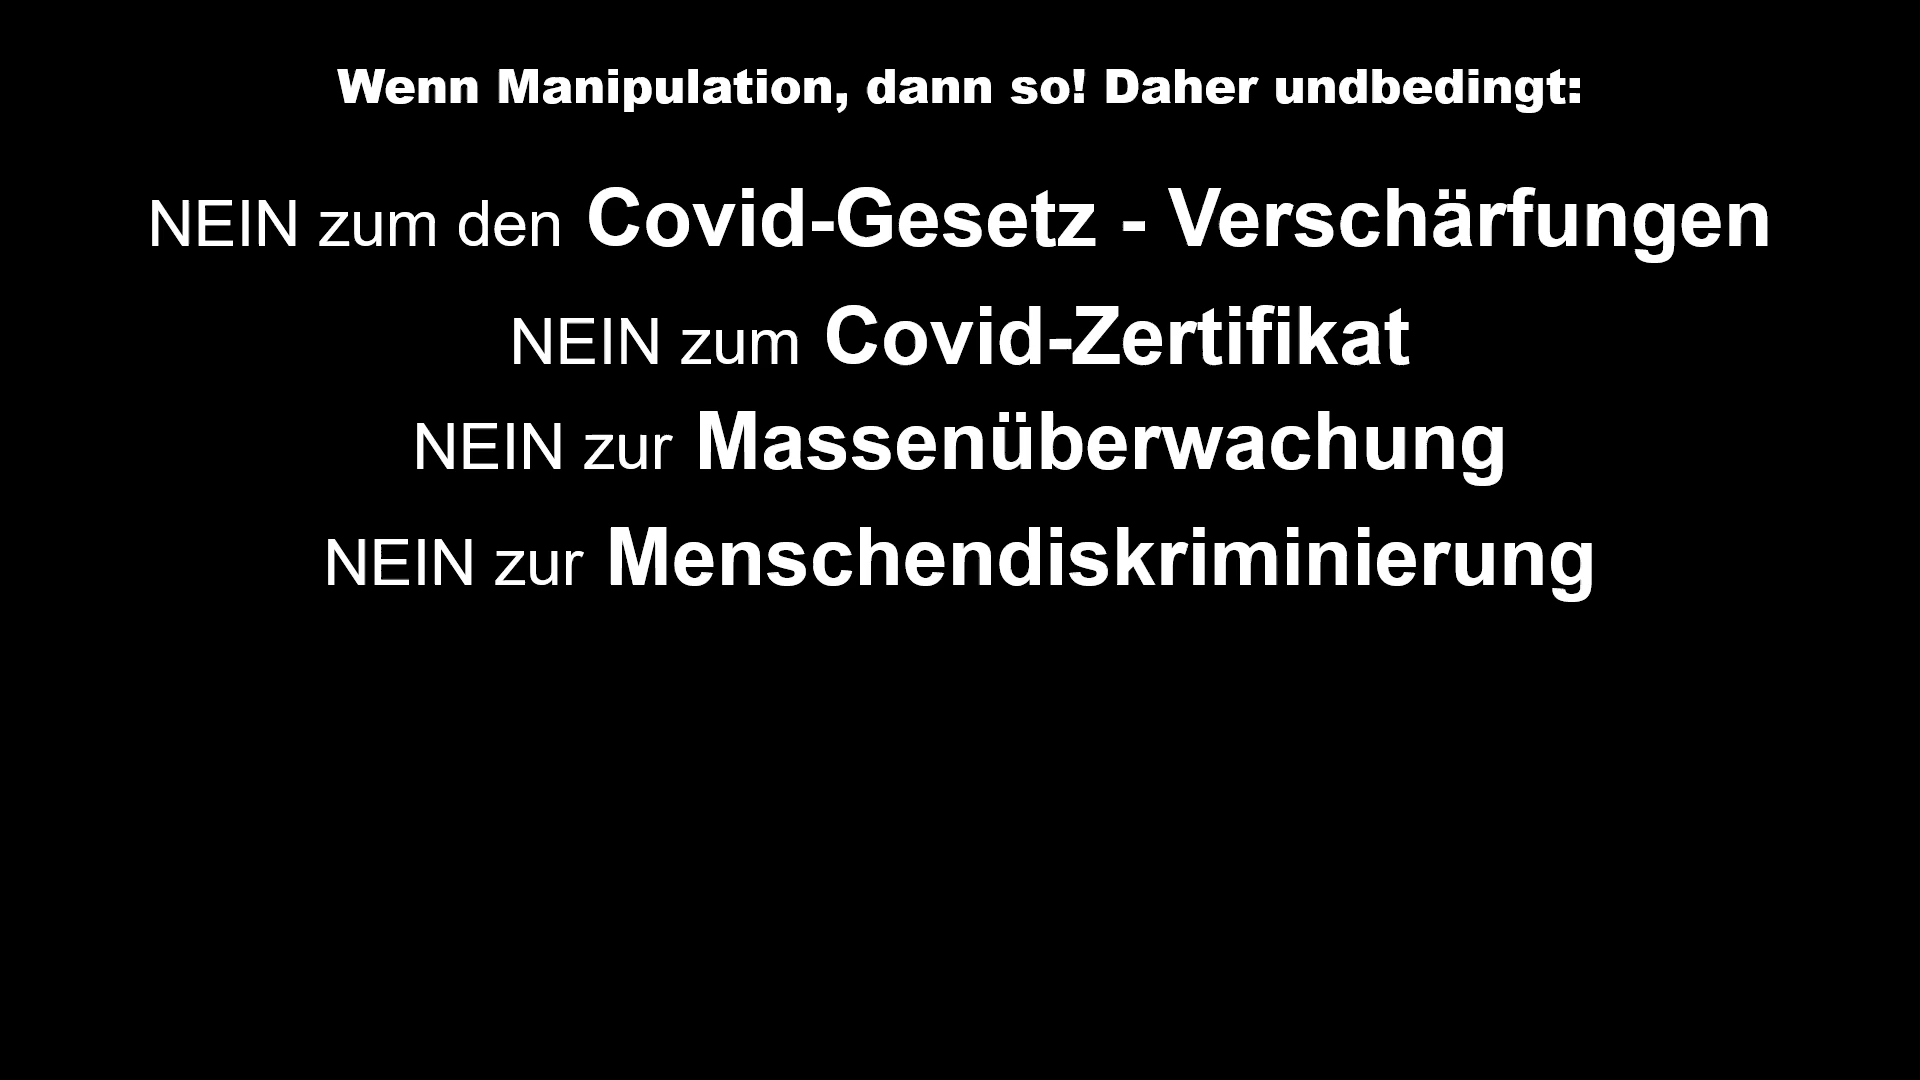 Wenn Manipulation, dann so! Daher undbedingt:
NEIN zum den Covid-Gesetz - Verschärfungen
NEIN zum Covid-Zertifikat
NEIN zur Massenüberwachung
NEIN zur Menschendiskriminierung